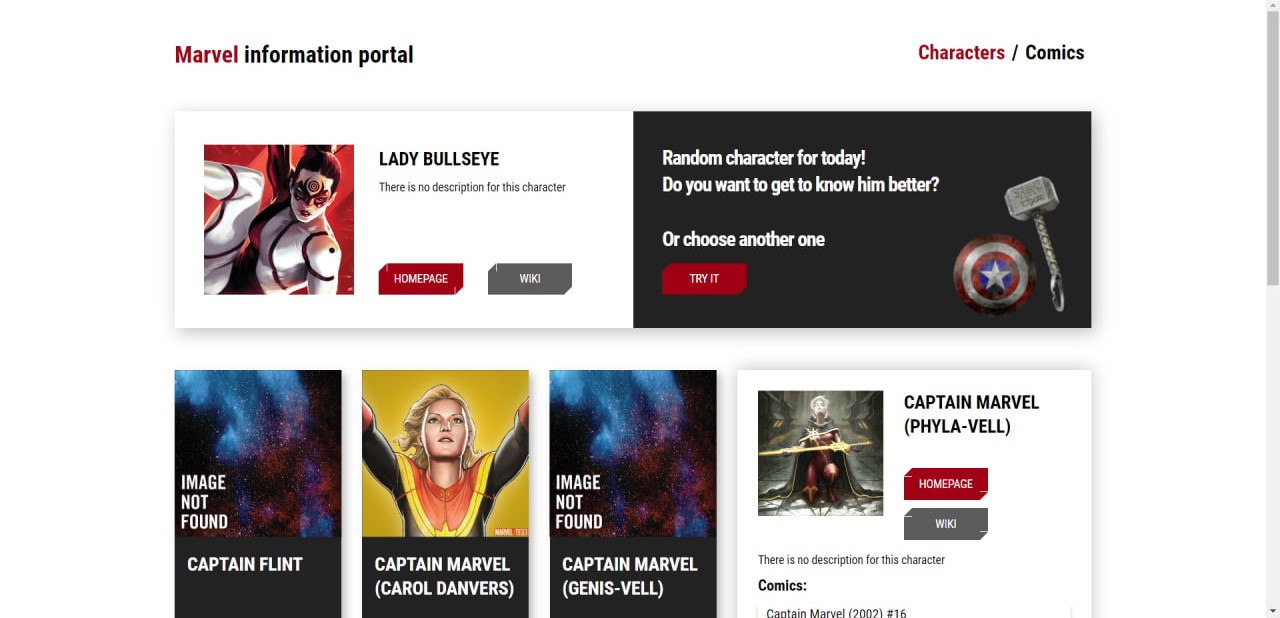 Marvel information portal
Characters / Comics
LADY BULLSEYE
There is no description for this character
HOMEPAGE
WIKI
Random character for today!
Do you want to get to know him better?
Or choose another one
TRY IT
IMAGE
NOT
FOUND
CAPTAIN FLINT
CAPTAIN MARVEL
(CAROL DANVERS)
IMAGE
NOT
FOUND
CAPTAIN MARVEL
(GENIS-VELL)
CAPTAIN MARVEL
(PHYLA-VELL)
HOMEPAGE
WIKI
There is no description for this character
Comics:
Captain Marvel (2002) #16